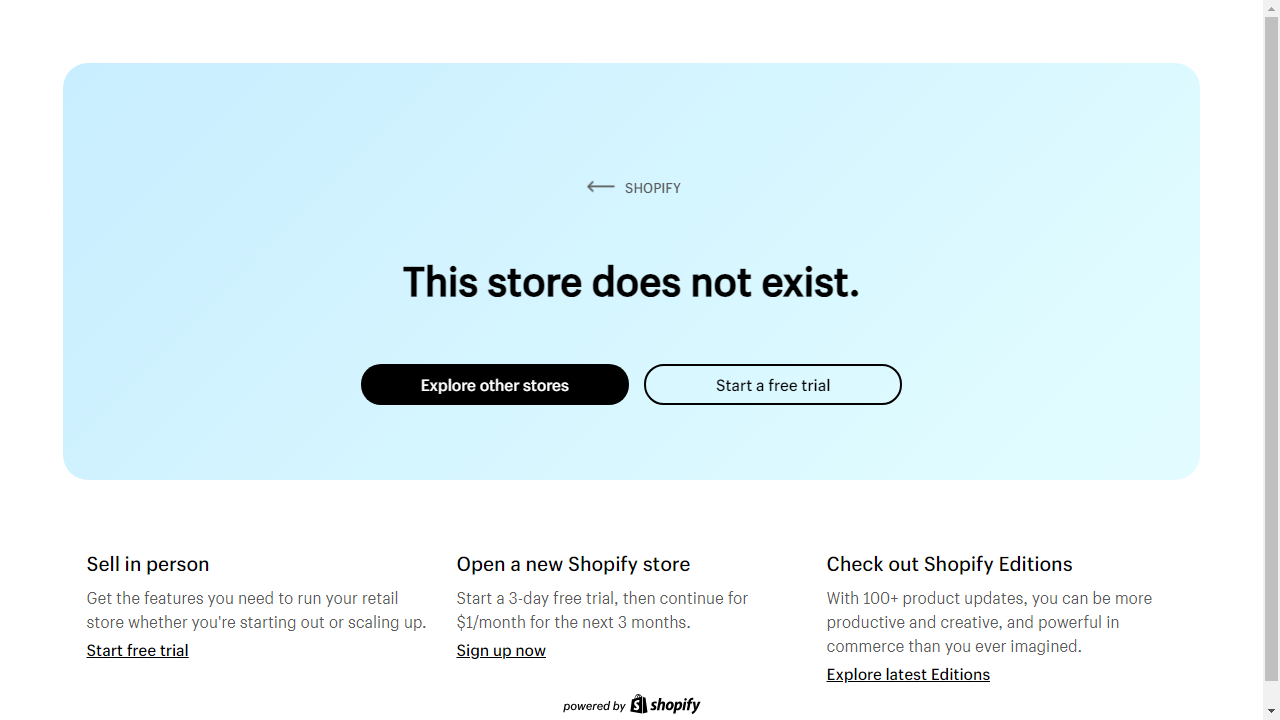 SHOPIFY
This store does not exist.
Explore other stores
Start a free trial
Sell in person
Get the features you need to run your retail
store whether you're starting out or scaling up.
Start free trial
Open a new Shopify store
Start a 3-day free trial, then continue for
$1/month for the next 3 months.
Sign up now
Check out Shopify Editions
With 100+ product updates, you can be more
productive and creative, and powerful in
commerce than you ever imagined.
Explore latest Editions
powered by shopify